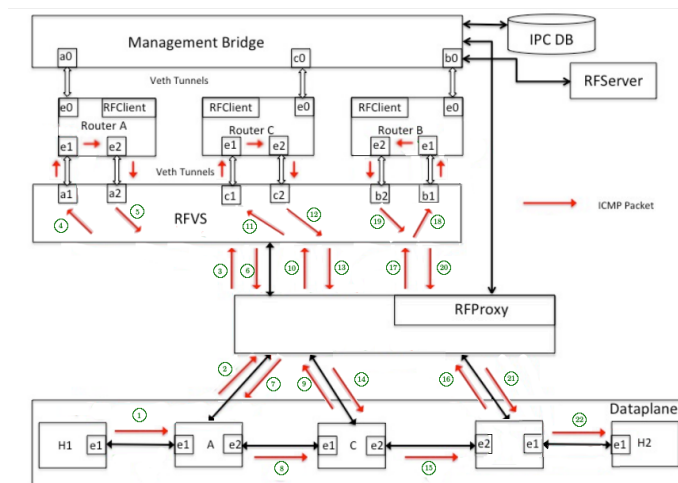 Management Bridge
IPC DB
RFServer
a0
c0
b0
Veth Tunnels
e0
RFClient
Router A
e1
e2
RFClient
e0
Router C
e1
e2
RFClient
e0
Router B
e2
e1
Veth Tunnels
a1
a2
c1
c2
b2
b1
RFVS
4
5
11
12
19
18
ICMP Packet
3
6
10
13
17
20
RFProxy
2
7
9
14
16
21
Dataplane
1
H1
e1
e1
A
e2
8
e1
C
e2
15
e2
e1
22
e1
H2